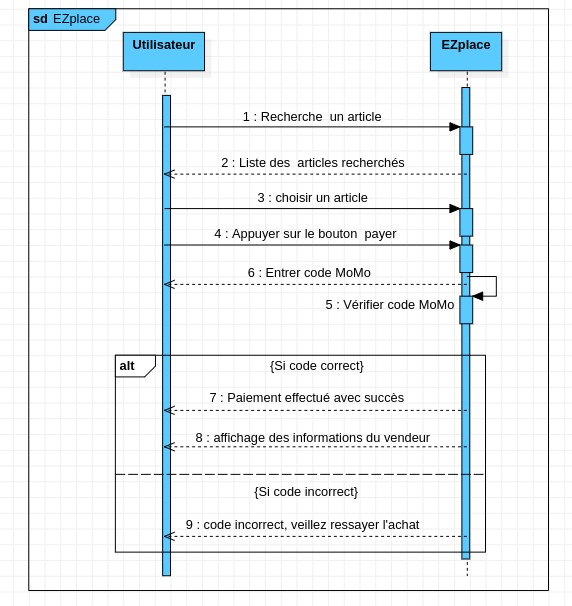 sd EZplace
Utilisateur
EZplace
1 : Recherche un article
2 : Liste des articles recherchés
3 : choisir un article
4 : Appuyer sur le bouton payer
6 : Entrer code MoMo
5 : Vérifier code MoMo
alt
{Si code correct}
7 : Paiement effectué avec succès
8 : affichage des informations du vendeur
{Si code incorrect}
9 : code incorrect, veillez ressayer l'achat